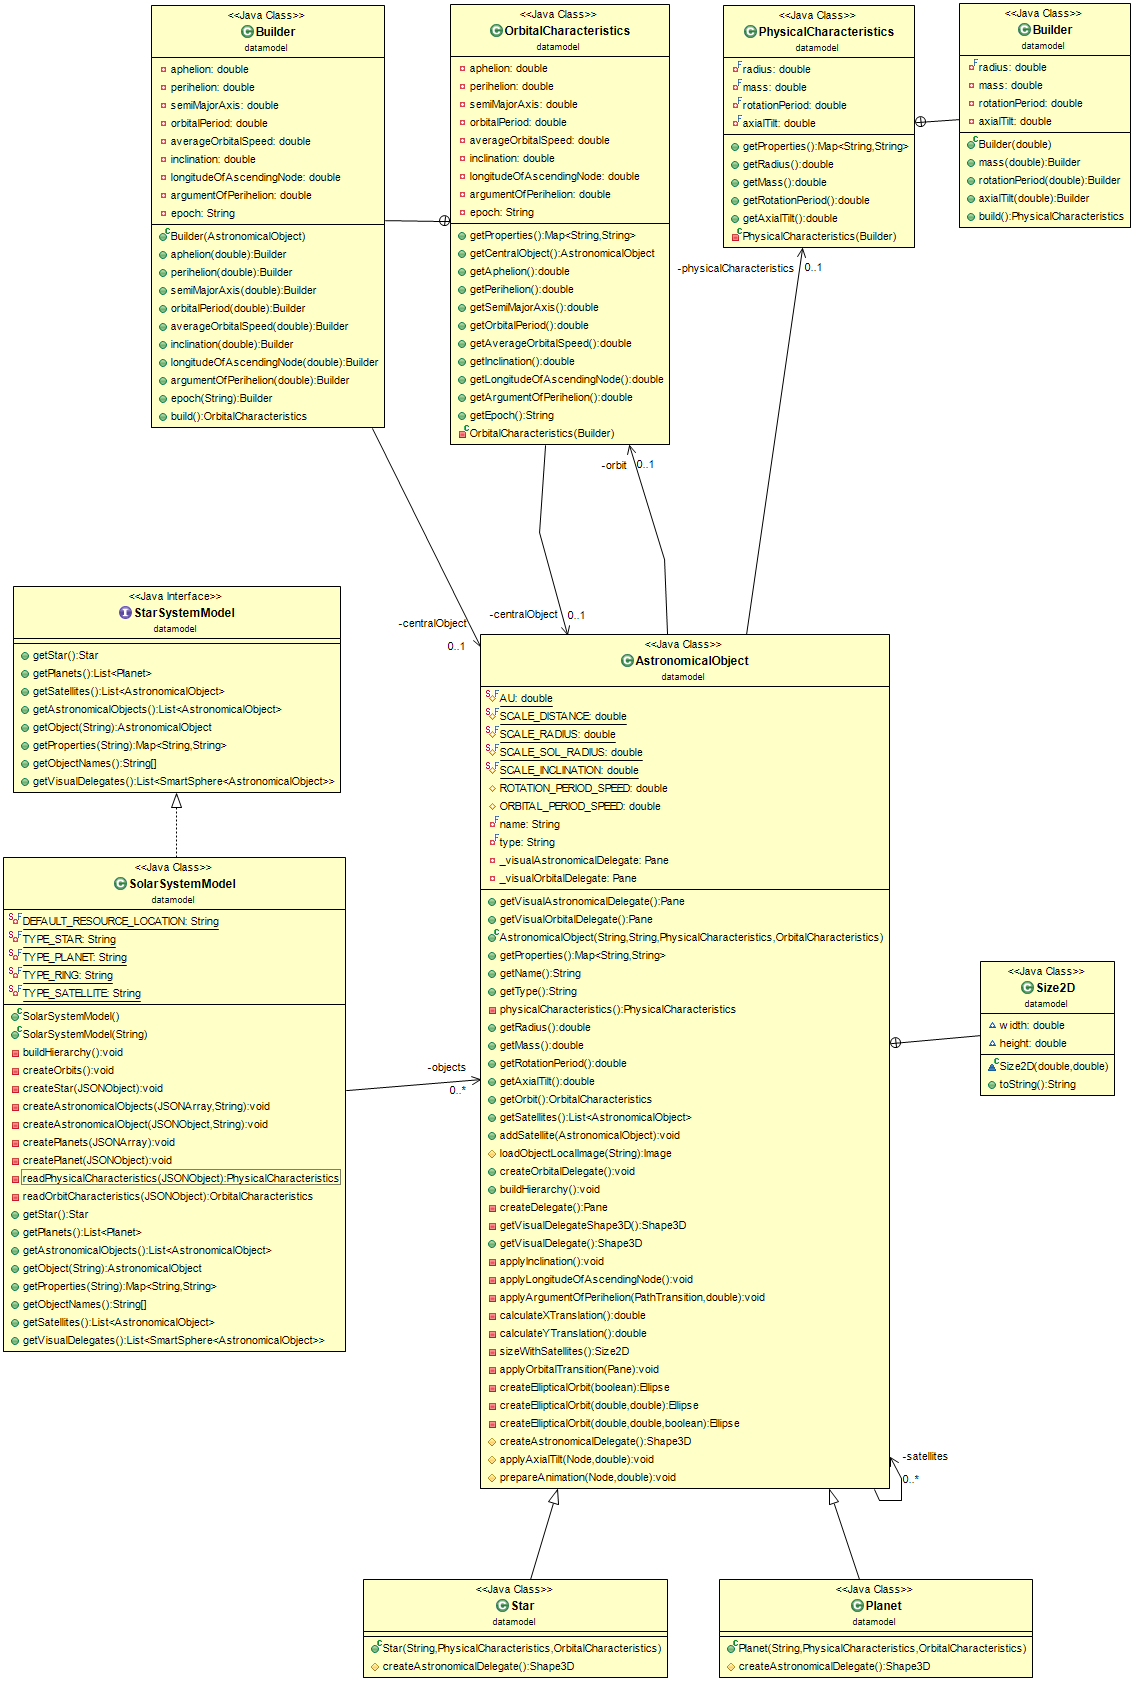 <<Java Class>>
Builder
datamodel
aphelion: double
perihelion: double
semiMajorAxis: double
orbitalPeriod: double
averageOrbitalSpeed: double
inclination: double
longitudeOfAscendingNode: double
argumentOfPerihelion: double
epoch: String
Builder(AstronomicalObject)
aphelion(double):Builder
perihelion(double):Builder
semiMajorAxis(double):Builder
orbitalPeriod(double):Builder
averageOrbitalSpeed(double):Builder
inclination(double):Builder
longitudeOfAscendingNode(double):Builder
argumentOfPerihelion(double):Builder
epoch(String):Builder
build():OrbitalCharacteristics
<<Java Class>>
OrbitalCharacteristics
datamodel
aphelion: double
perihelion: double
semiMajorAxis: double
orbitalPeriod: double
averageOrbitalSpeed: double
inclination: double
longitudeOfAscendingNode: double
argumentOfPerihelion: double
epoch: String
getProperties():Map<String,String>
getCentralObject():AstronomicalObject
getAphelion():double
getPerihelion():double
getSemiMajorAxis():double
getOrbitalPeriod():double
getAverageOrbitalSpeed():double
getInclination():double
getLongitudeOfAscendingNode():double
getArgumentOfPerihelion():double
getEpoch():String
OrbitalCharacteristics(Builder)
<<Java Class>>
PhysicalCharacteristics
datamodel
radius: double
mass: double
rotationPeriod: double
axialTilt: double
getProperties():Map<String,String>
getRadius():double
getMass():double
getRotationPeriod():double
getAxialTilt():double
PhysicalCharacteristics(Builder)
<<Java Class>>
Builder
datamodel
radius: double
mass: double
rotationPeriod: double
axialTilt: double
Builder(double)
mass(double):Builder
rotationPeriod(double):Builder
axialTilt(double):Builder
build():PhysicalCharacteristics
-physicalCharacteristics 0..1
-orbit 0..1
-centralObject
0..1
-centralObject 0..1
<<Java Interface>>
StarSystemModel
datamodel
getStar():Star
getPlanets():List<Planet>
getSatellites():List<AstronomicalObject>
getAstronomicalObjects():List<AstronomicalObject>
getObject(String):AstronomicalObject
getProperties(String):Map<String,String>
getObjectNames():String[]
getVisualDelegates():List<SmartSphere<AstronomicalObject>>
<<Java Class>>
SolarSystemModel
datamodel
DEFAULT_RESOURCE_LOCATION: String
TYPE_STAR: String
TYPE_PLANET: String
TYPE_RING: String
TYPE_SATELLITE: String
SolarSystemModel()
SolarSystemModel(String)
buildHierarchy():void
createOrbits():void
createStar(JSONObject):void
createAstronomicalObjects(JSONArray,String):void
createAstronomicalObject(JSONObject,String):void
createPlanets(JSONArray):void
createPlanet(JSONObject):void
readPhysicalCharacteristics(JSONObject):PhysicalCharacteristics
readOrbitCharacteristics(JSONObject):OrbitalCharacteristics
getStar():Star
getPlanets():List<Planet>
getAstronomicalObjects():List<AstronomicalObject>
getObject(String):AstronomicalObject
getProperties(String):Map<String,String>
getObjectNames():String[]
getSatellites():List<AstronomicalObject>
getVisualDelegates():List<SmartSphere<AstronomicalObject>>
-objects
0..*
<<Java Class>>
AstronomicalObject
datamodel
AU: double
SCALE_DISTANCE: double
SCALE_RADIUS: double
SCALE_SOL_RADIUS: double
SCALE_INCLINATION: double
ROTATION_PERIOD_SPEED: double
ORBITAL_PERIOD_SPEED: double
name: String
type: String
_visualAstronomicalDelegate: Pane
_visualOrbitalDelegate: Pane
getVisualAstronomicalDelegate():Pane
getVisualOrbitalDelegate():Pane
AstronomicalObject(String,String,PhysicalCharacteristics,OrbitalCharacteristics)
getProperties():Map<String,String>
getName():String
getType():String
physicalCharacteristics():PhysicalCharacteristics
getRadius():double
getMass():double
getRotationPeriod():double
getAxialTilt():double
getOrbit():OrbitalCharacteristics
getSatellites():List<AstronomicalObject>
addSatellite(AstronomicalObject):void
loadObjectLocalImage(String):Image
createOrbitalDelegate():void
buildHierarchy():void
createDelegate():Pane
getVisualDelegateShape3D():Shape3D
getVisualDelegate():Shape3D
applyInclination():void
applyLongitudeOfAscendingNode():void
applyArgumentOfPerihelion(PathTransition,double):void
calculateXTranslation():double
calculateYTranslation():double
sizeWithSatellites():Size2D
applyOrbitalTransition(Pane):void
createEllipticalOrbit(boolean):Ellipse
createEllipticalOrbit(double,double):Ellipse
createEllipticalOrbit(double,double,boolean):Ellipse
createAstronomicalDelegate():Shape3D
applyAxialTilt(Node,double):void
prepareAnimation(Node,double):void
<<Java Class>>
Size2D
datamodel
width: double
height: double
Size2D(double,double)
toString():String
-satellites
0..*
<<Java Class>>
Star
datamodel
Star(String,PhysicalCharacteristics,OrbitalCharacteristics)
createAstronomicalDelegate():Shape3D
<<Java Class>>
Planet
datamodel
Planet(String,PhysicalCharacteristics,OrbitalCharacteristics)
createAstronomicalDelegate():Shape3D